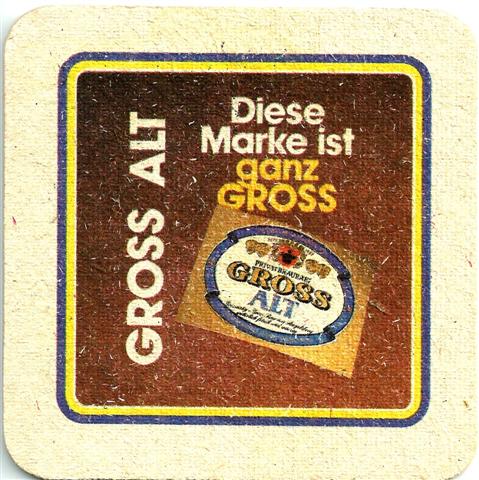 GROSS ALT
Diese
Marke ist
ganz
GROSS
PRIVATBRAUEREI
GROSS
ALT